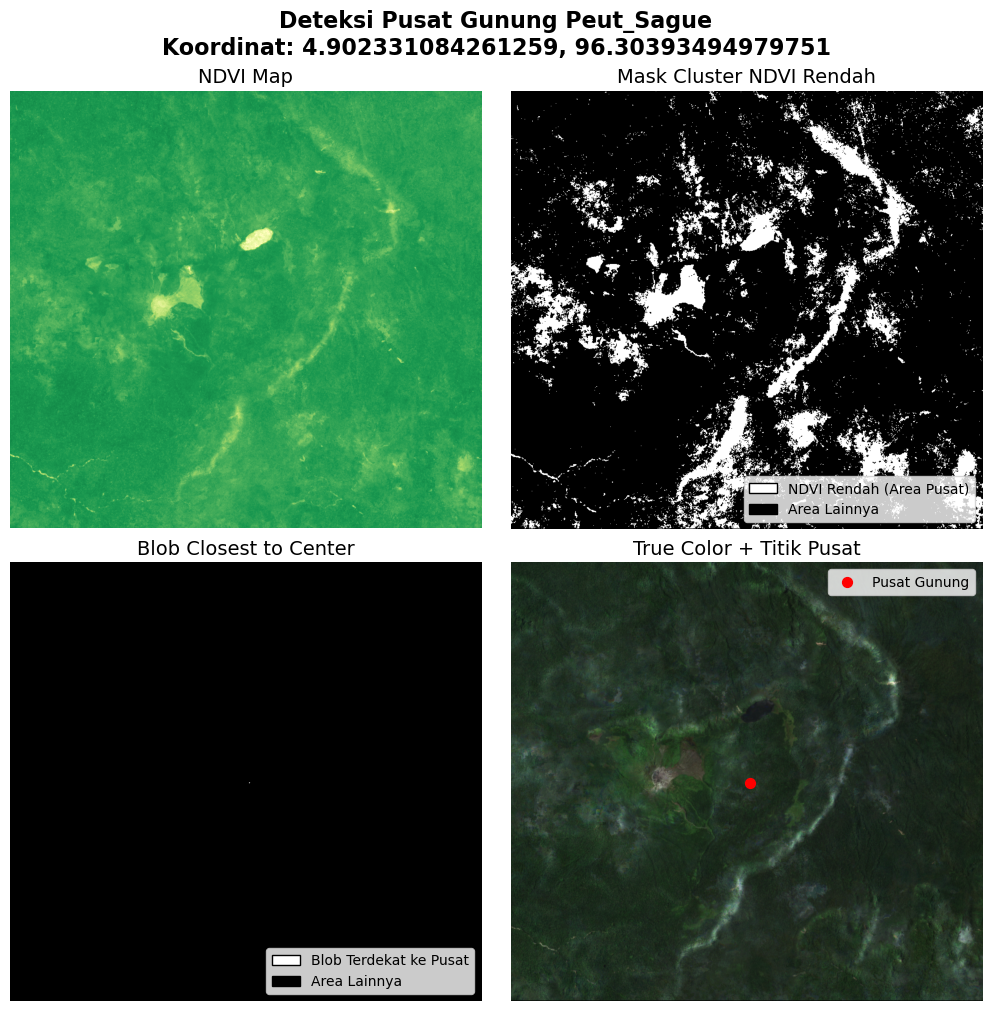 Deteksi Pusat Gunung Peut_Sague
Koordinat: 4.902331084261259, 96.30393494979751
NDVI Map
Mask Cluster NDVI Rendah
NDVI Rendah (Area Pusat)
Area Lainnya
Blob Closest to Center
True Color + Titik Pusat
Blob Terdekat ke Pusat
Area Lainnya
Pusat Gunung